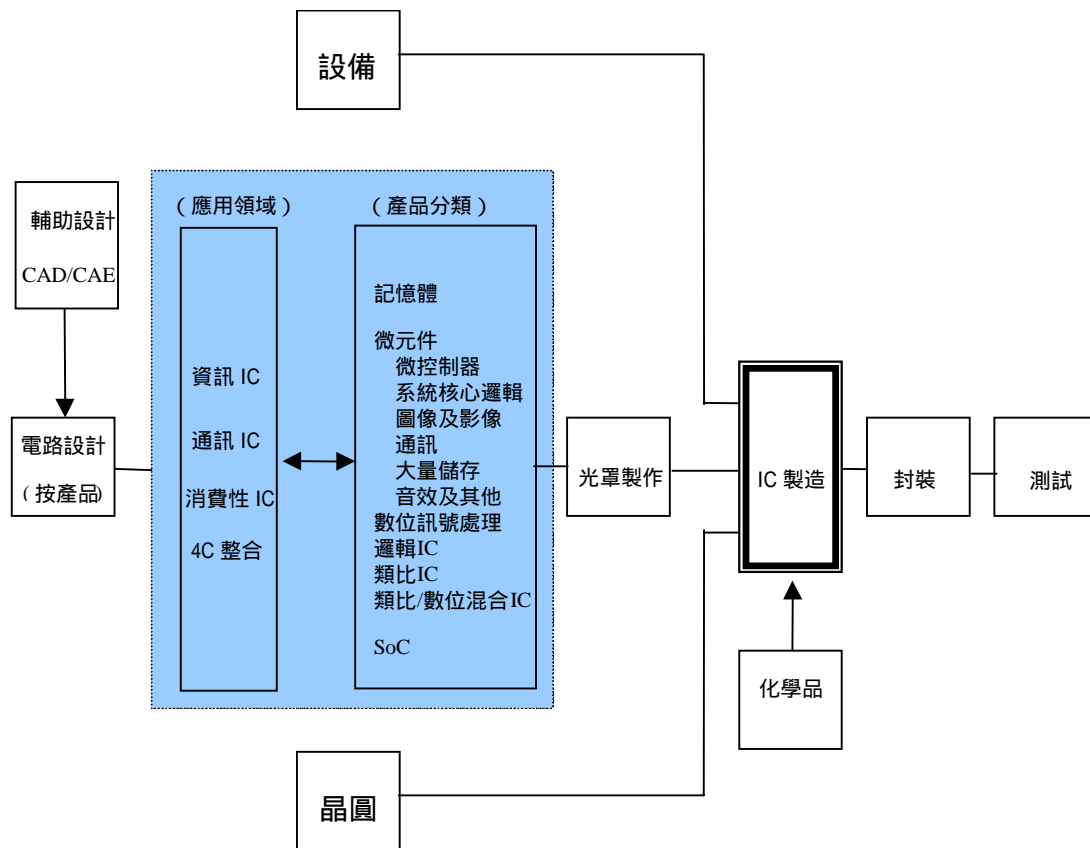 設備
輔助設計
CAD/CAE
電路設計
(按產品)
(應用領域)
資訊 IC
通訊 IC
消費性 IC
4C 整合
(產品分類)
記憶體
微元件
微控制器
系統核心邏輯
圖像及影像
通訊
大量儲存
音效及其他
數位訊號處理
邏輯IC
類比IC
類比/數位混合IC
SoC
光罩製作
IC 製造
封裝
測試
化學品
晶圓